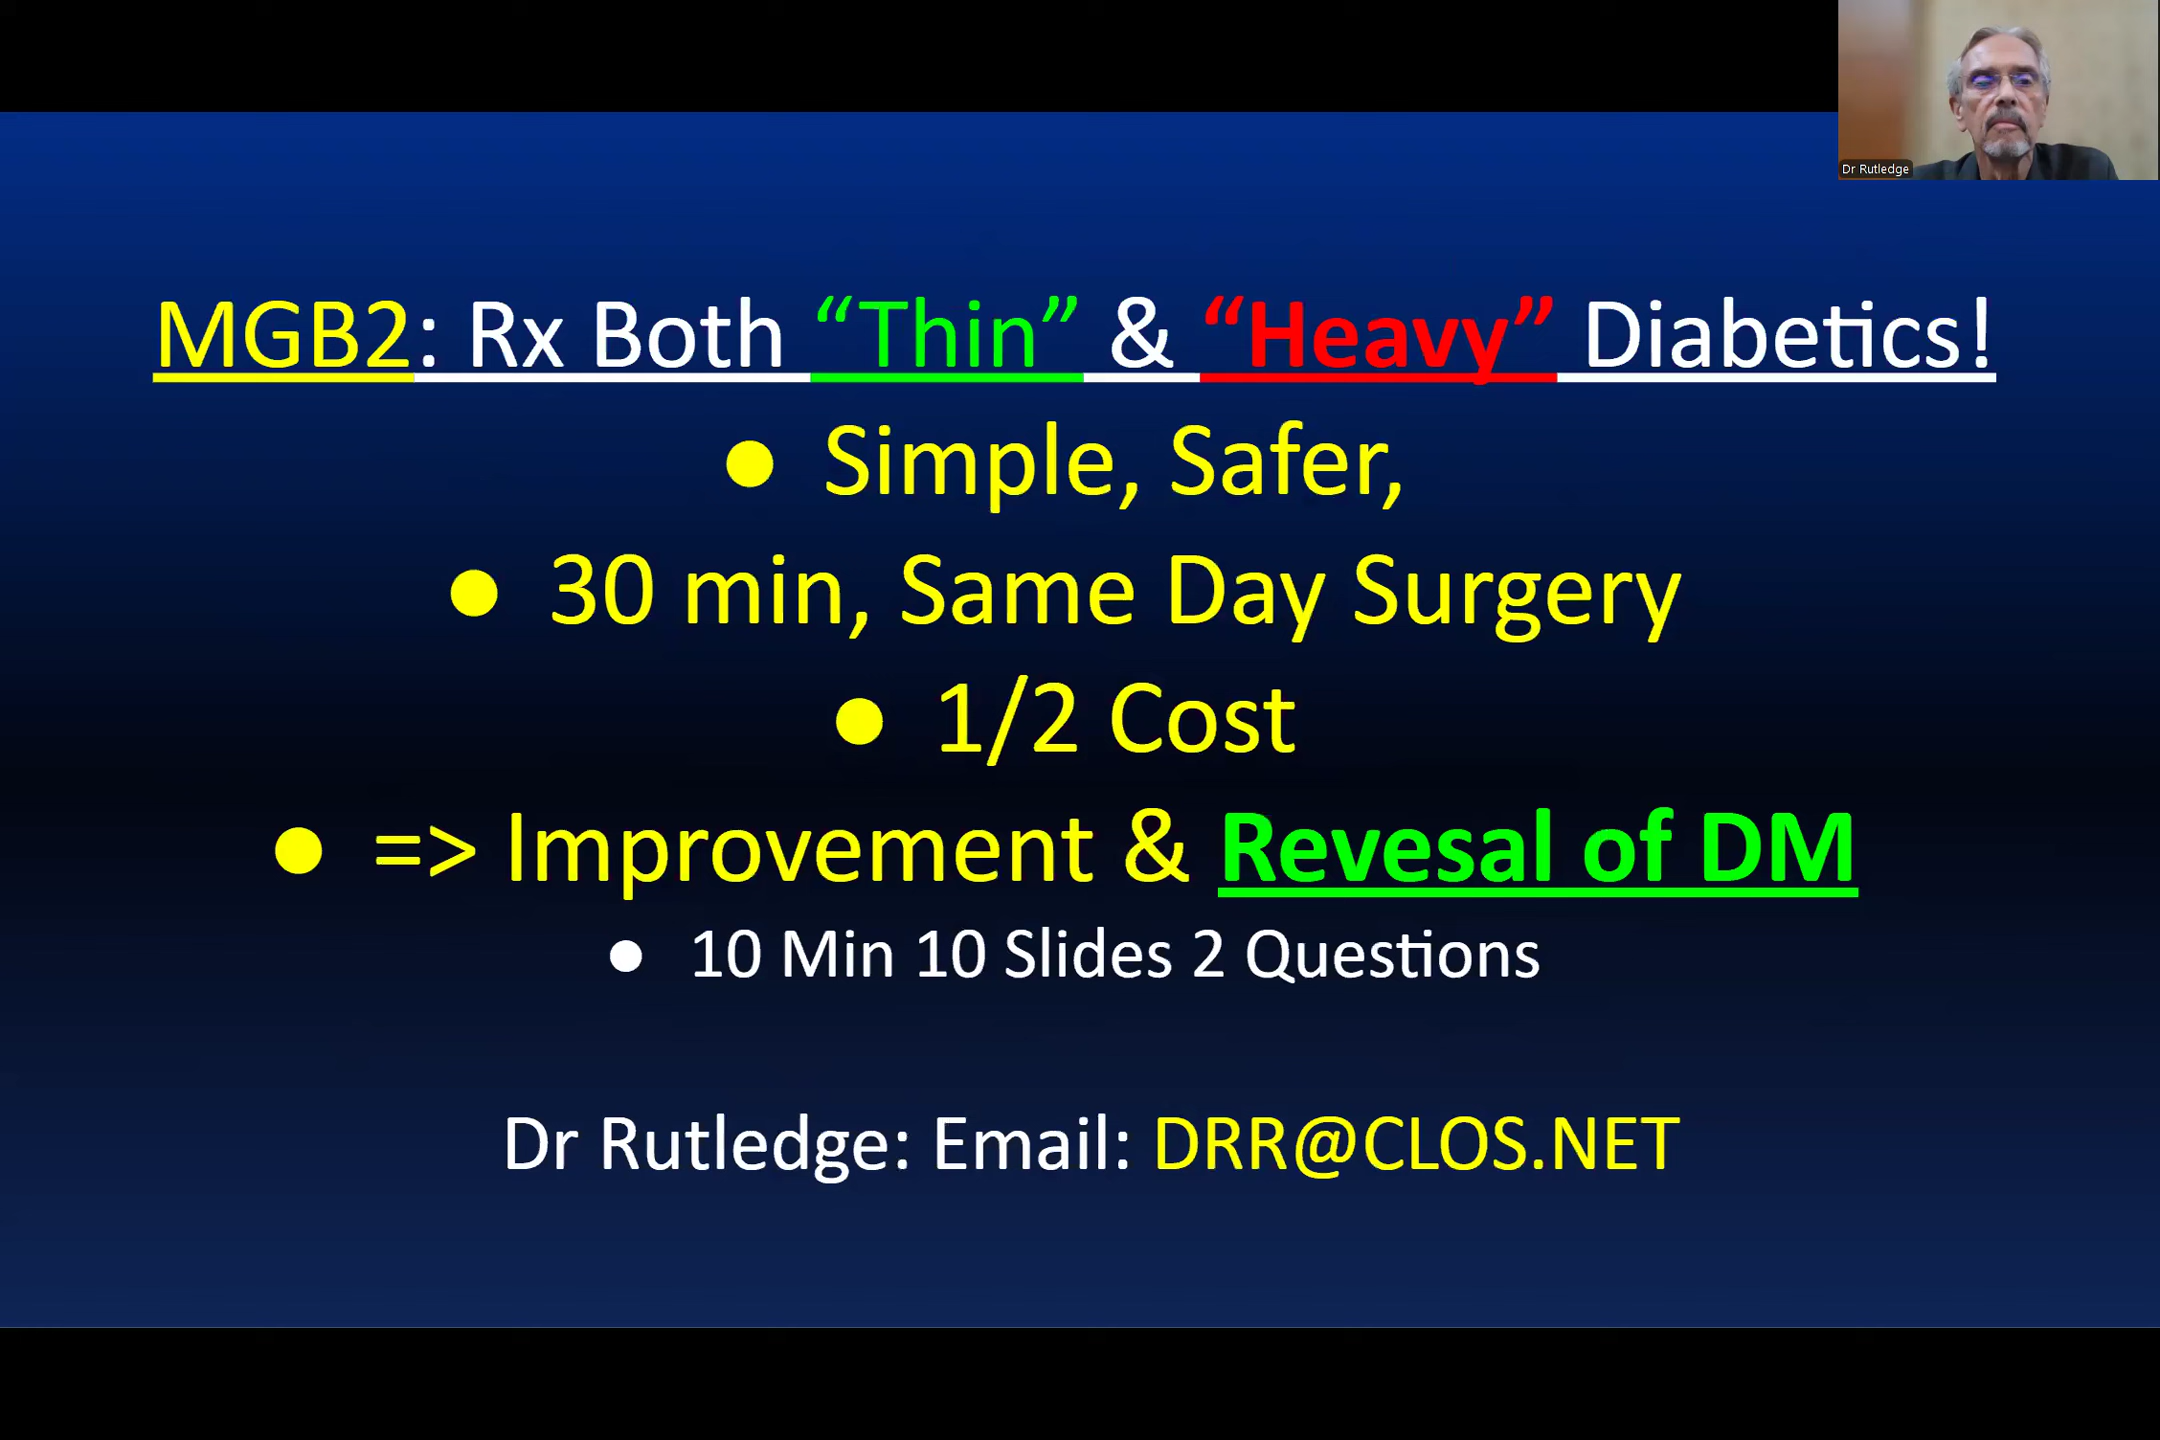 Dr Rutledge
MGB2: Rx Both “Thin” & “Heavy” Diabetics!
● Simple, Safer,
● 30 min, Same Day Surgery
● 1/2 Cost
● => Improvement & Revesal of DM
● 10 Min 10 Slides 2 Questions
Dr Rutledge: Email: DRR@CLOS.NET